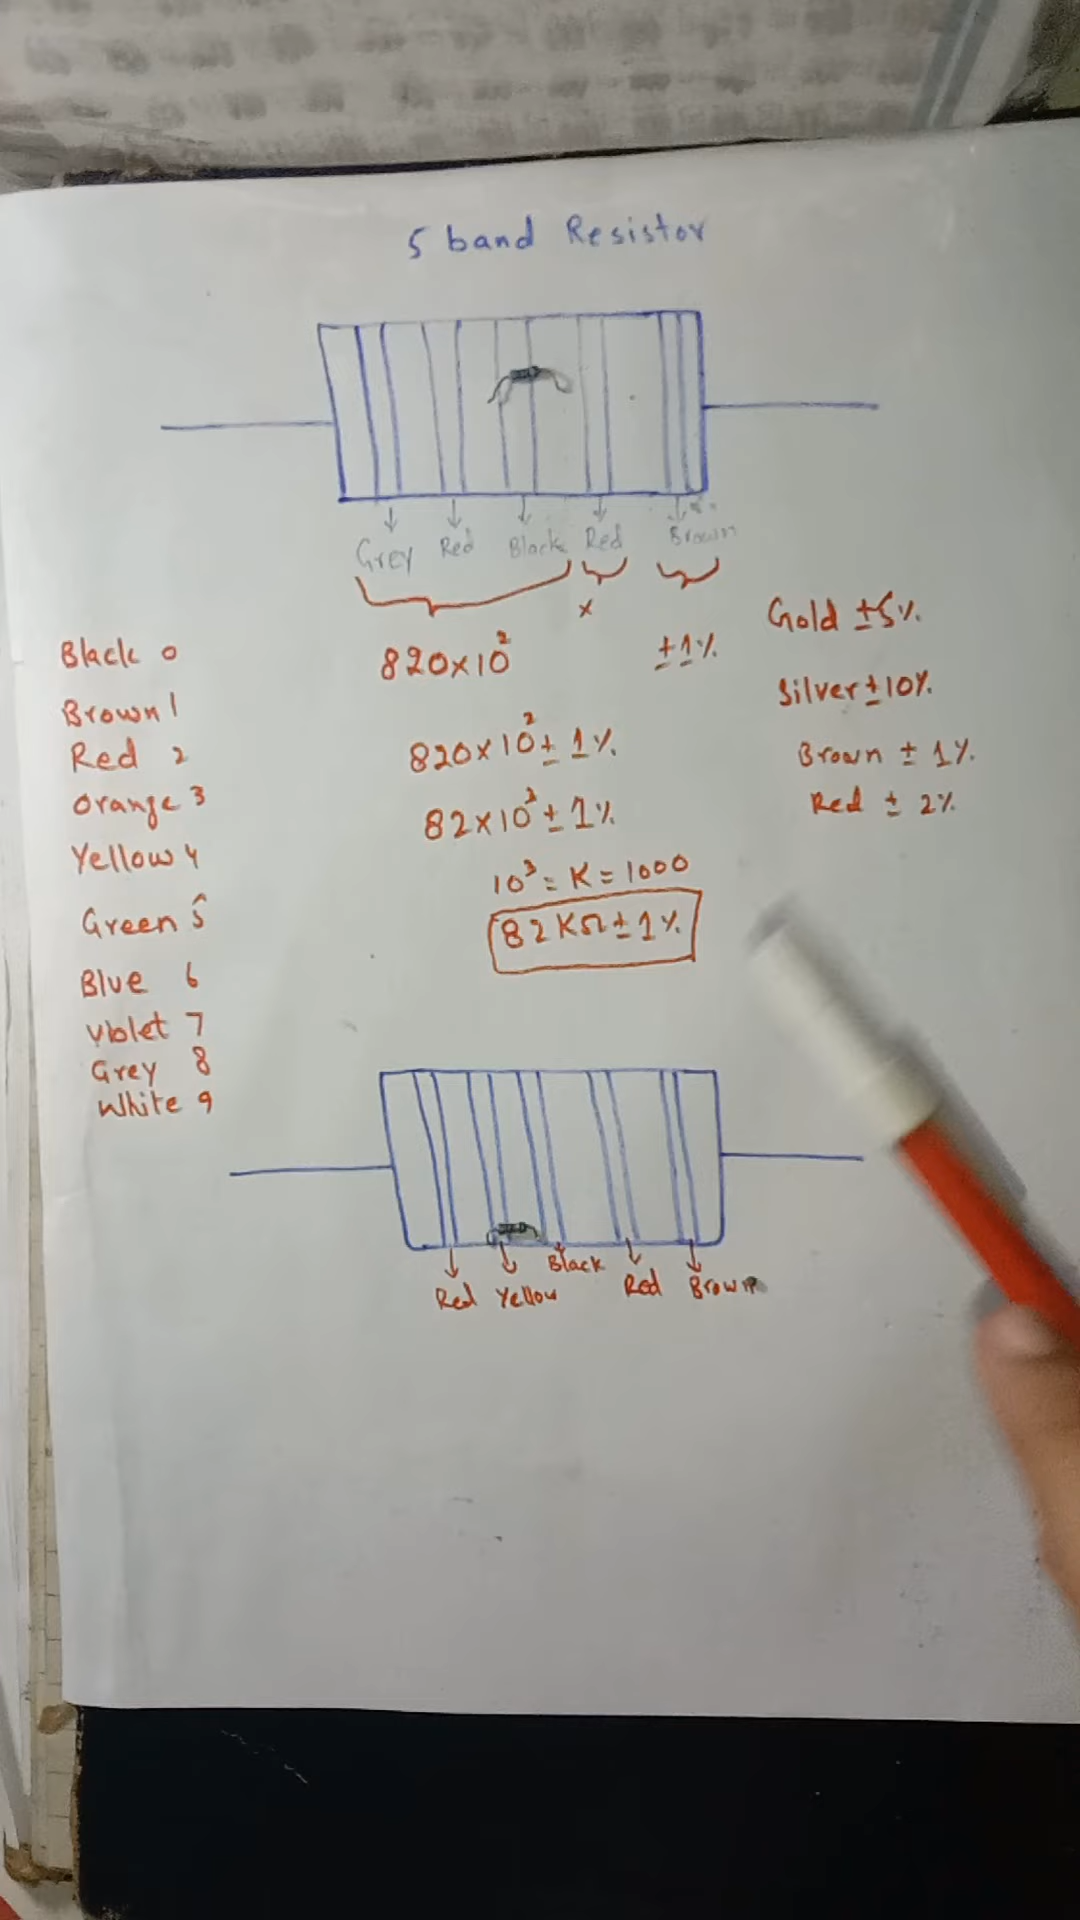 5 band Resistor
Grey Red Black Red Brown
x
Black 0
Brown 1
Red 2
Orange 3
Yellow 4
Green 5
Blue 6
Violet 7
Grey 8
White 9
820×10² ±1%
820×10² ± 1%
82×10³ ± 1%
10³ = K = 1000
82KΩ ± 1%
Gold ±5%
Silver ±10%
Brown ± 1%
Red ± 2%
Red Yellow Black Red Brown